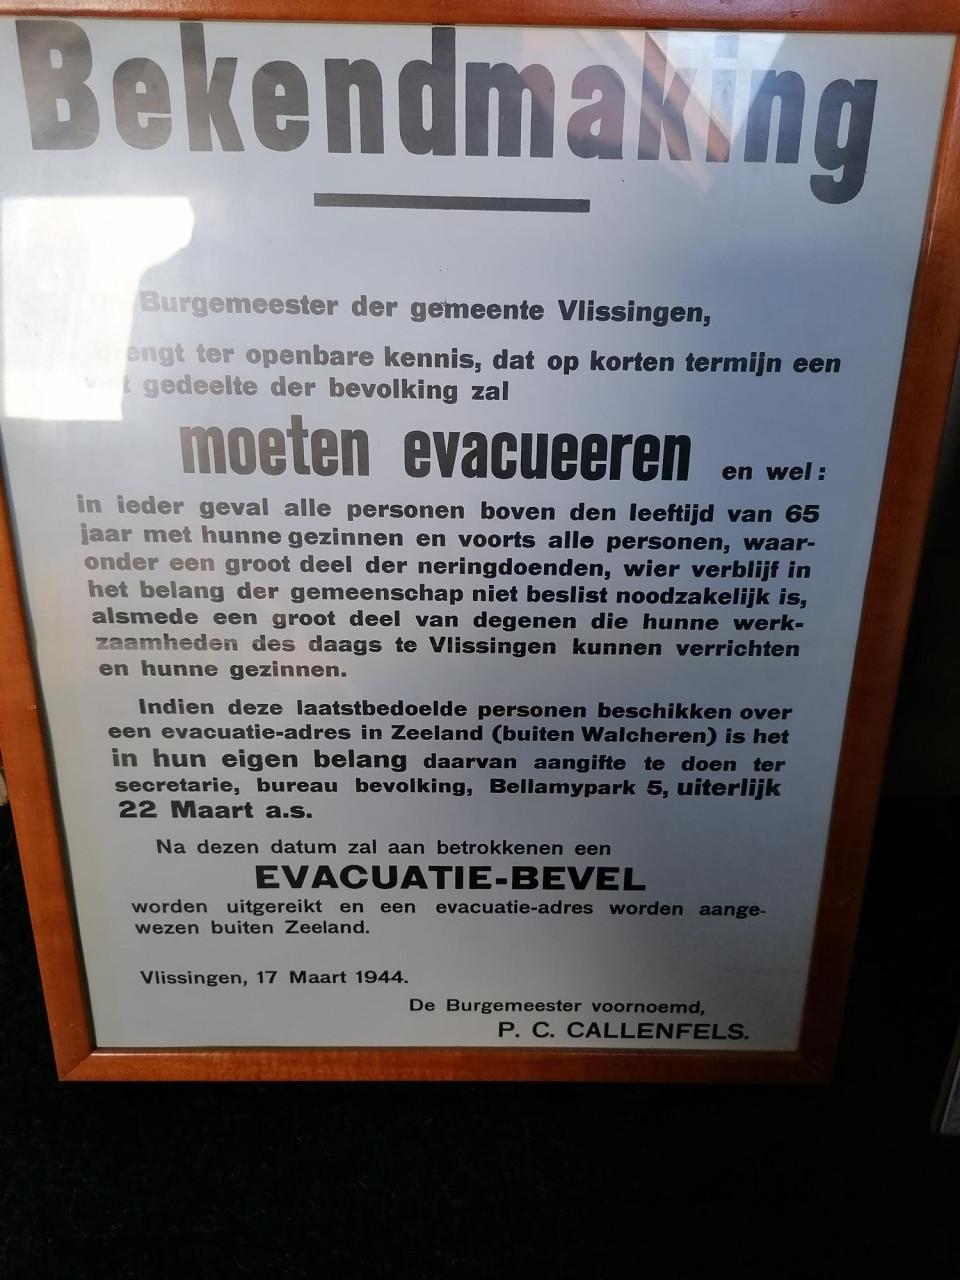 Bekendmaking
Burgemeester der gemeente Vlissingen,
brengt ter openbare kennis, dat op korten termijn een
gedeelte der bevolking zal
moeten evacueeren en wel:
in ieder geval alle personen boven den leeftijd van 65
jaar met hunne gezinnen en voorts alle personen, waar-
onder een groot deel der neringdoenden, wier verblijf in
het belang der gemeenschap niet beslist noodzakelijk is,
alsmede een groot deel van degenen die hunne werk-
zaamheden des daags te Vlissingen kunnen verrichten
en hunne gezinnen.
Indien deze laatstbedoelde personen beschikken over
een evacuatie-adres in Zeeland (buiten Walcheren) is het
in hun eigen belang daarvan aangifte te doen ter
secretarie, bureau bevolking, Bellamypark 5, uiterlijk
22 Maart a.s.
Na dezen datum zal aan betrokkenen een
EVACUATIE-BEVEL
worden uitgereikt en een evacuatie-adres worden aange-
wezen buiten Zeeland.
Vlissingen, 17 Maart 1944.
De Burgemeester voornoemd,
P. C. CALLENFELS.